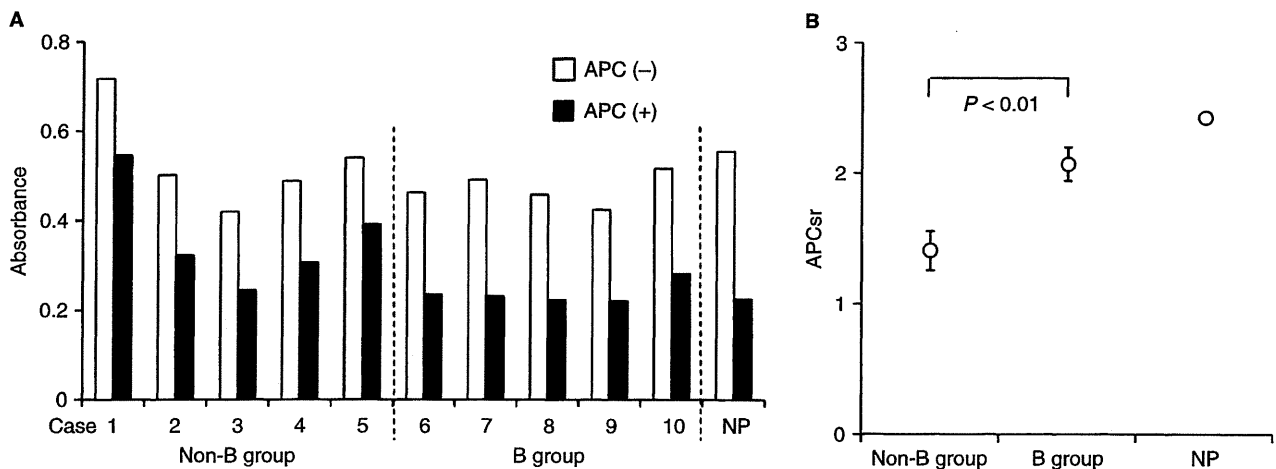 A
0.8
0.6
0.4
0.2
0
Absorbance
APC (–)
APC (+)
Case 1 2 3 4 5 6 7 8 9 10 NP
Non-B group B group
B
3
2
1
0
APCsr
P < 0.01
Non-B group B group NP